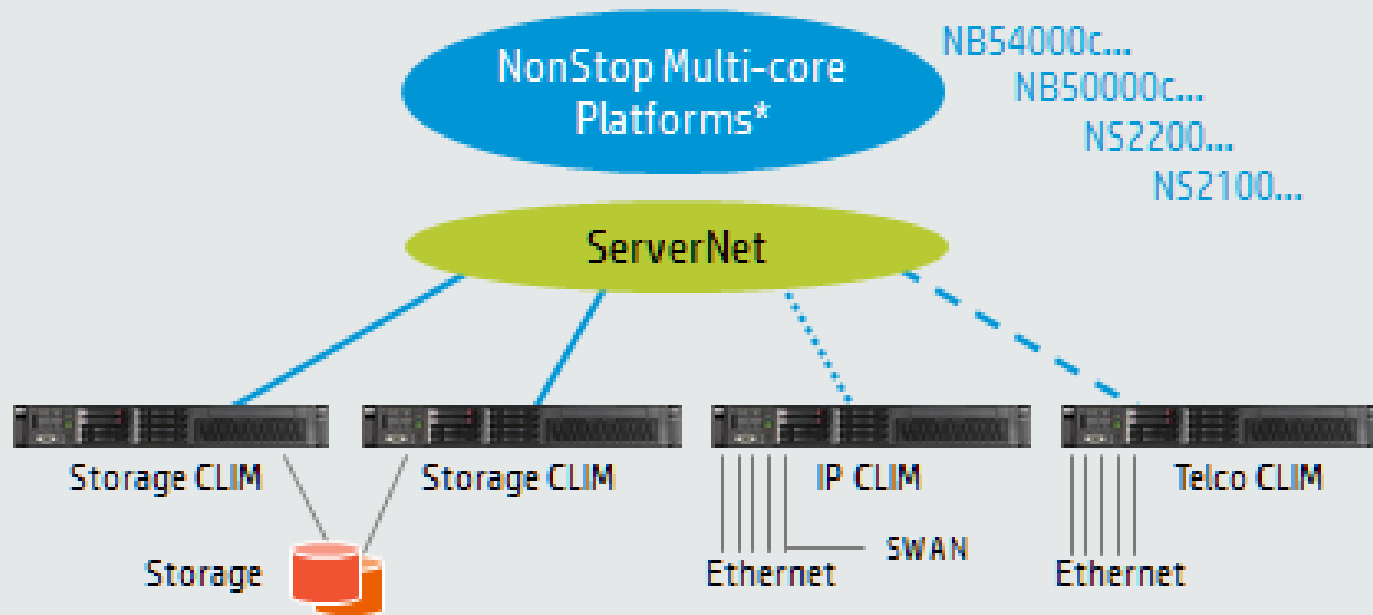 NonStop Multi-core
Platforms*
NB54000c...
NB50000c...
NS2200...
NS2100...
ServerNet
Storage CLIM
Storage CLIM
IP CLIM
Telco CLIM
Storage
Ethernet
SWAN
Ethernet